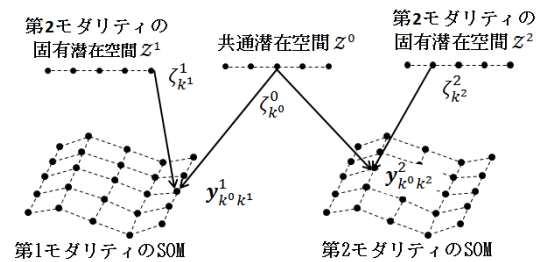 第2モダリティの
固有潜在空間 𝒵¹
共通潜在空間 𝒵⁰
第2モダリティの
固有潜在空間 𝒵²
ζ¹ₖ¹
ζ⁰ₖ⁰
ζ²ₖ²
y¹ₖ⁰ₖ¹
y²ₖ⁰ₖ²
第1モダリティのSOM
第2モダリティのSOM